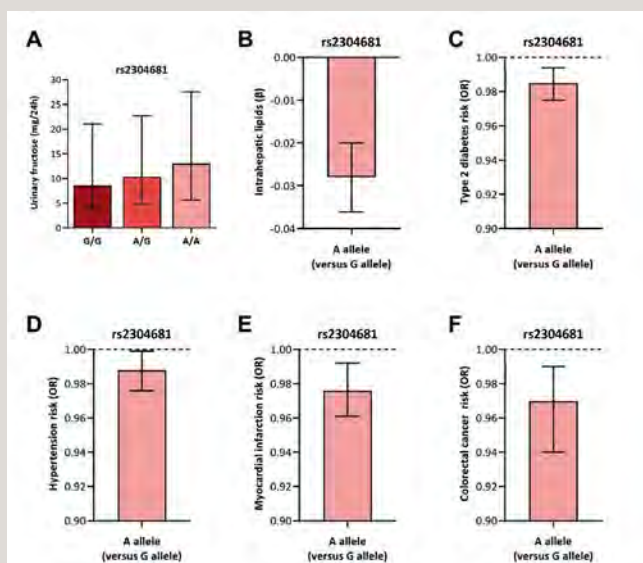 A
rs2304681
Urinary fructose (mg/24h)
30
25
20
15
10
5
0
G/G A/G A/A
B
rs2304681
Intrahepatic lipids (β)
0.00
-0.01
-0.02
-0.03
-0.04
A allele
(versus G allele)
C
rs2304681
Type 2 diabetes risk (OR)
1.00
0.98
0.96
0.94
0.92
0.90
A allele
(versus G allele)
D
rs2304681
Hypertension risk (OR)
1.00
0.98
0.96
0.94
0.92
0.90
A allele
(versus G allele)
E
rs2304681
Myocardial infarction risk (OR)
1.00
0.98
0.96
0.94
0.92
0.90
A allele
(versus G allele)
F
rs2304681
Colorectal cancer risk (OR)
1.00
0.98
0.96
0.94
0.92
0.90
A allele
(versus G allele)